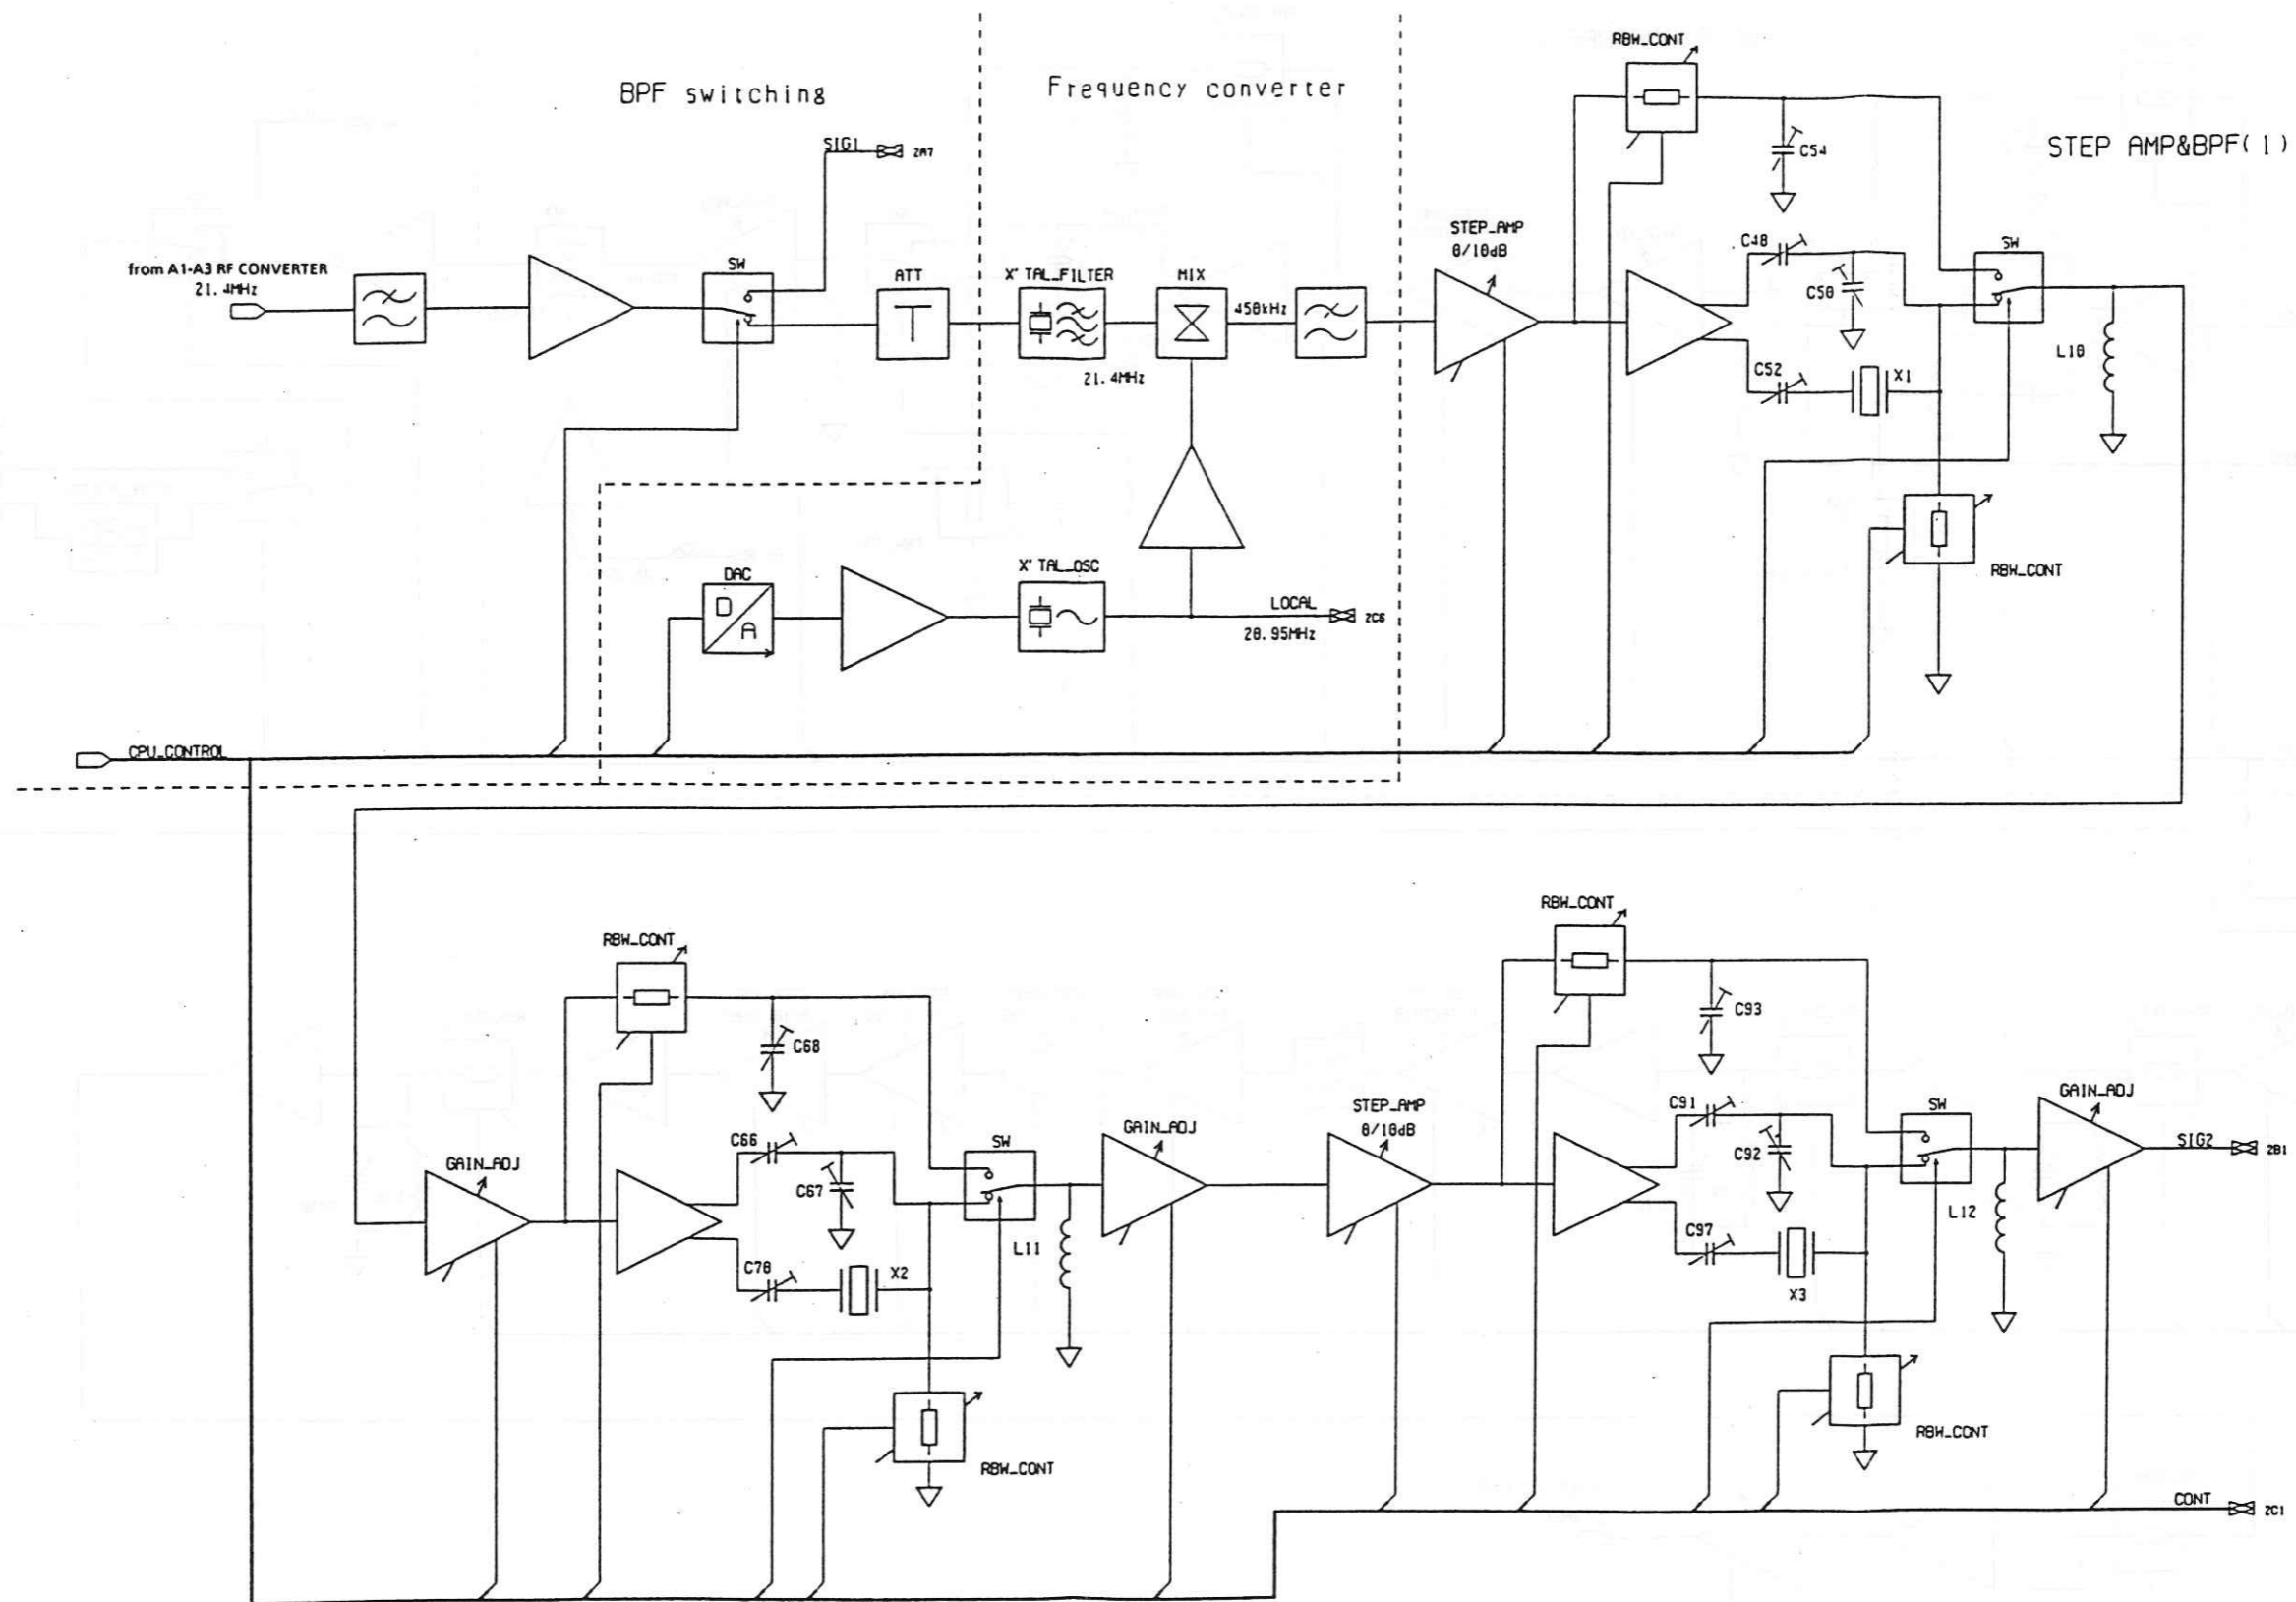 BPF switching
Frequency converter
STEP AMP&BPF(1)
RBW_CONT
C54
SIG1
2A7
from A1-A3 RF CONVERTER
21.4MHz
SW
ATT
X'TAL_FILTER
21.4MHz
MIX
450kHz
STEP_AMP
0/10dB
C48
C50
C52
X1
SW
L10
RBW_CONT
DAC
D
A
X'TAL_OSC
LOCAL
20.95MHz
2C6
CPU_CONTROL
RBW_CONT
C68
GAIN_ADJ
C66
C67
C70
X2
SW
L11
RBW_CONT
GAIN_ADJ
STEP_AMP
0/10dB
RBW_CONT
C93
C91
C92
C97
X3
SW
L12
RBW_CONT
GAIN_ADJ
SIG2
2B1
CONT
2C1